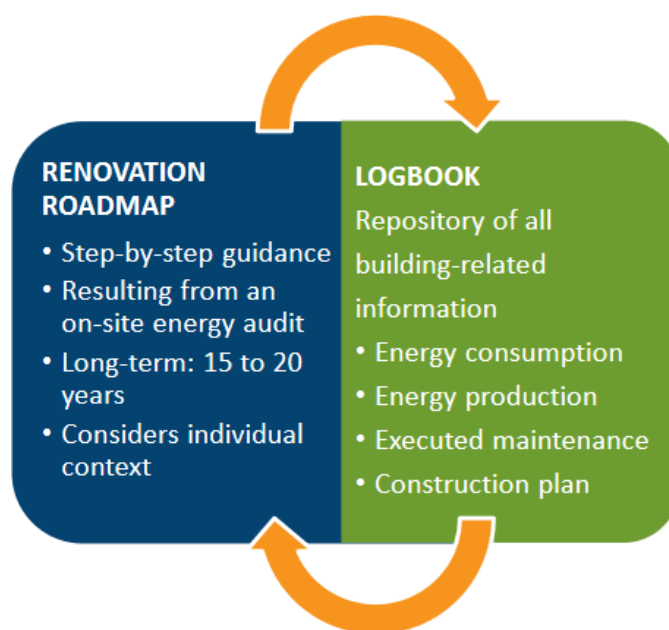 RENOVATION
ROADMAP
• Step-by-step guidance
• Resulting from an
on-site energy audit
• Long-term: 15 to 20
years
• Considers individual
context
LOGBOOK
Repository of all
building-related
information
• Energy consumption
• Energy production
• Executed maintenance
• Construction plan